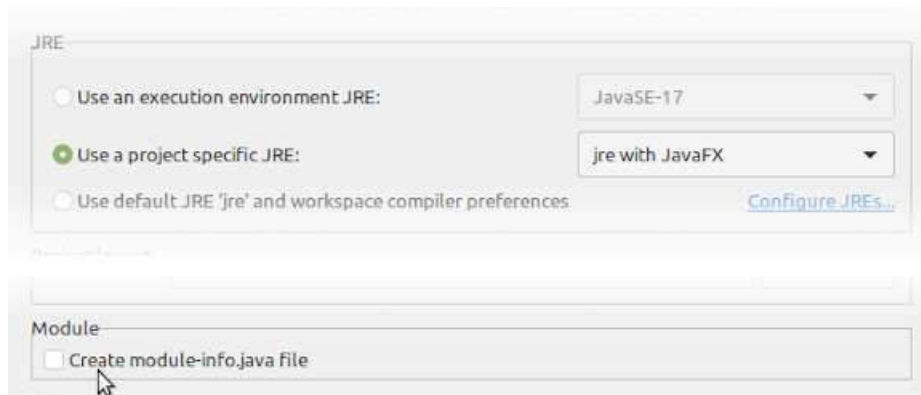 JRE
Use an execution environment JRE:
JavaSE-17
Use a project specific JRE:
jre with JavaFX
Use default JRE 'jre' and workspace compiler preferences
Configure JREs...
Module
Create module-info.java file